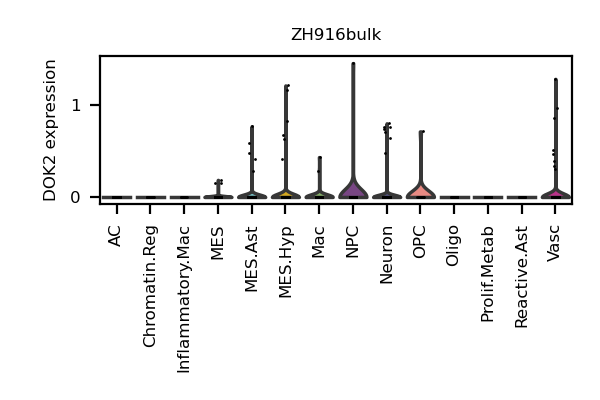 ZH916bulk
DOK2 expression
1
0
AC
Chromatin.Reg
Inflammatory.Mac
MES
MES.Ast
MES.Hyp
Mac
NPC
Neuron
OPC
Oligo
Prolif.Metab
Reactive.Ast
Vasc